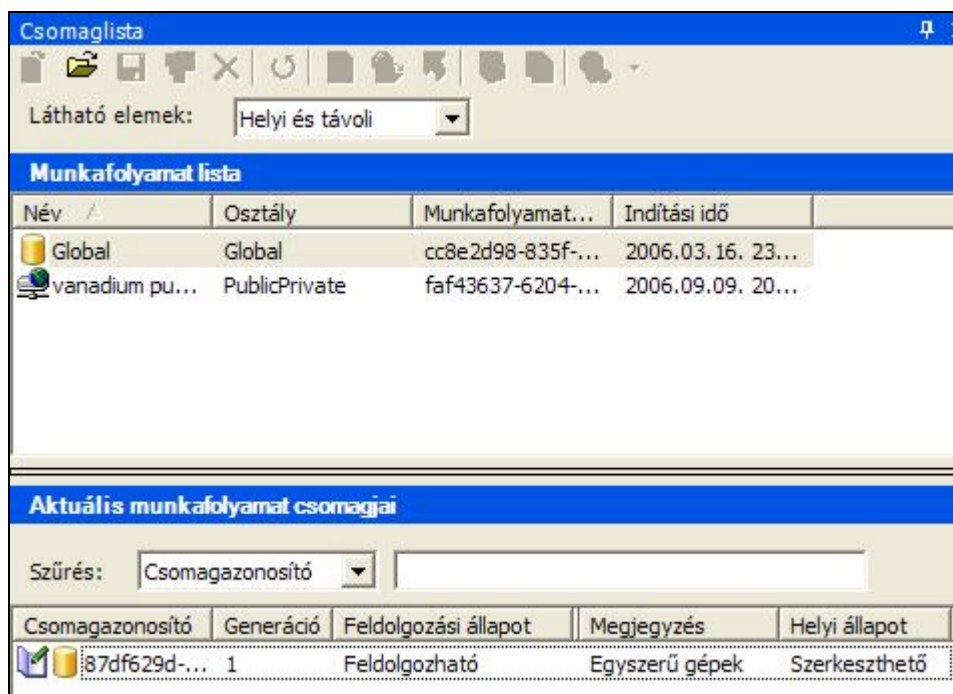 Csomaglista
Látható elemek: Helyi és távoli
Munkafolyamat lista
Név Osztály Munkafolyamat... Indítási idő
Global Global cc8e2d98-835f-... 2006.03.16. 23...
vanadium pu... PublicPrivate faf43637-6204-... 2006.09.09. 20...
Aktuális munkafolyamat csomagjai
Szűrés: Csomagazonosító
Csomagazonosító Generáció Feldolgozási állapot Megjegyzés Helyi állapot
87df629d-... 1 Feldolgozható Egyszerű gépek Szerkeszthető